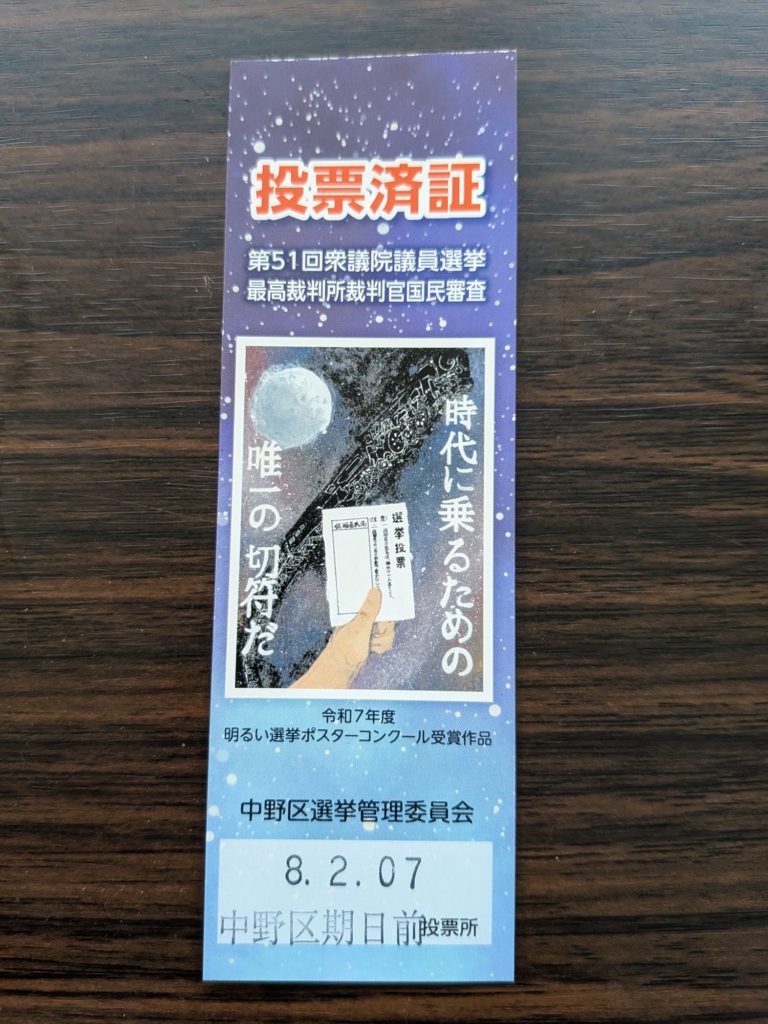 投票済証
第51回衆議院議員選挙
最高裁判所裁判官国民審査
時代に乗るための
唯一の切符だ
選挙投票
令和7年度
明るい選挙ポスターコンクール受賞作品
中野区選挙管理委員会
8.2.07
中野区期日前投票所